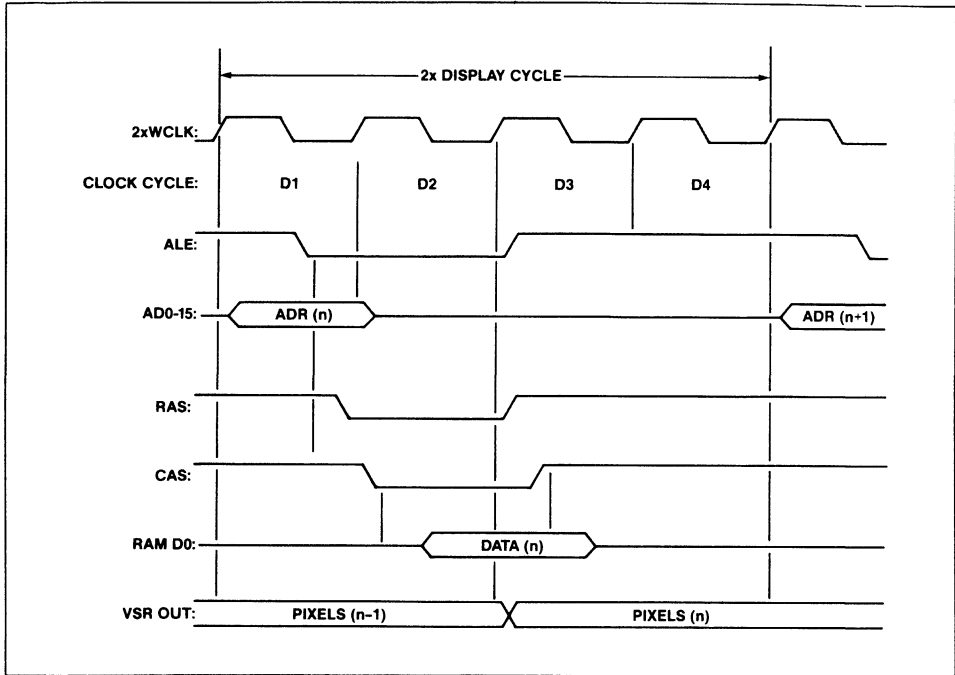 2x DISPLAY CYCLE
2xWCLK:
CLOCK CYCLE: D1 D2 D3 D4
ALE:
AD0-15: ADR (n) ADR (n+1)
RAS:
CAS:
RAM D0: DATA (n)
VSR OUT: PIXELS (n-1) PIXELS (n)